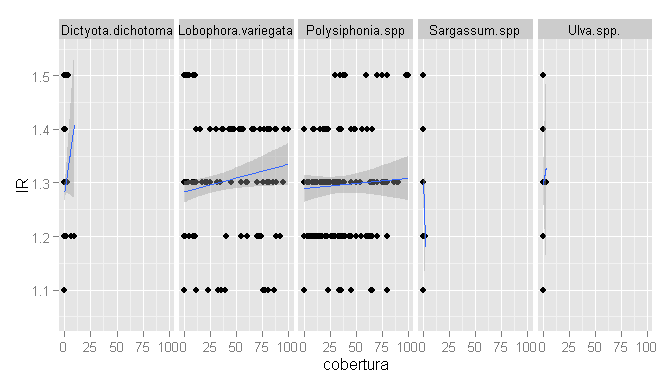 Dictyota.dichotoma Lobophora.variegata Polysiphonia.spp Sargassum.spp Ulva.spp.
1.5
1.4
1.3
1.2
1.1
IR
0 25 50 75 100 0 25 50 75 100 0 25 50 75 100 0 25 50 75 100 0 25 50 75 100
cobertura